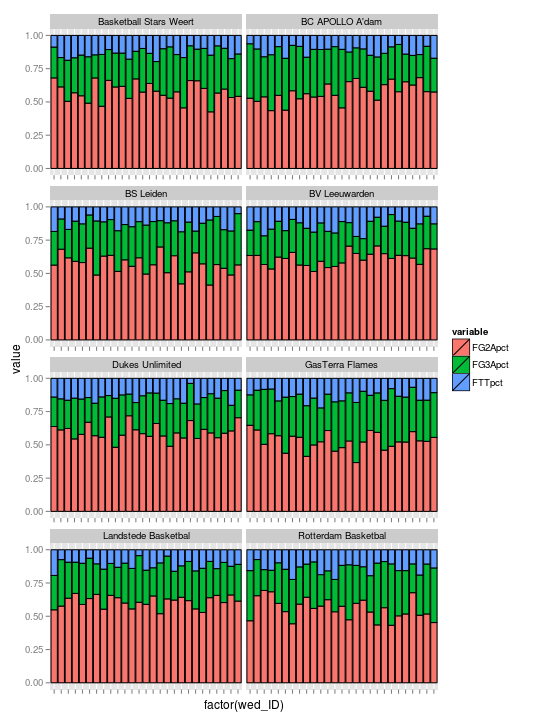 Basketball Stars Weert
BC APOLLO A'dam
1.00
0.75
0.50
0.25
0.00
BS Leiden
BV Leeuwarden
1.00
0.75
0.50
0.25
0.00
Dukes Unlimited
GasTerra Flames
1.00
0.75
0.50
0.25
0.00
Landstede Basketbal
Rotterdam Basketbal
1.00
0.75
0.50
0.25
0.00
value
factor(wed_ID)
variable
FG2Apct
FG3Apct
FTTpct